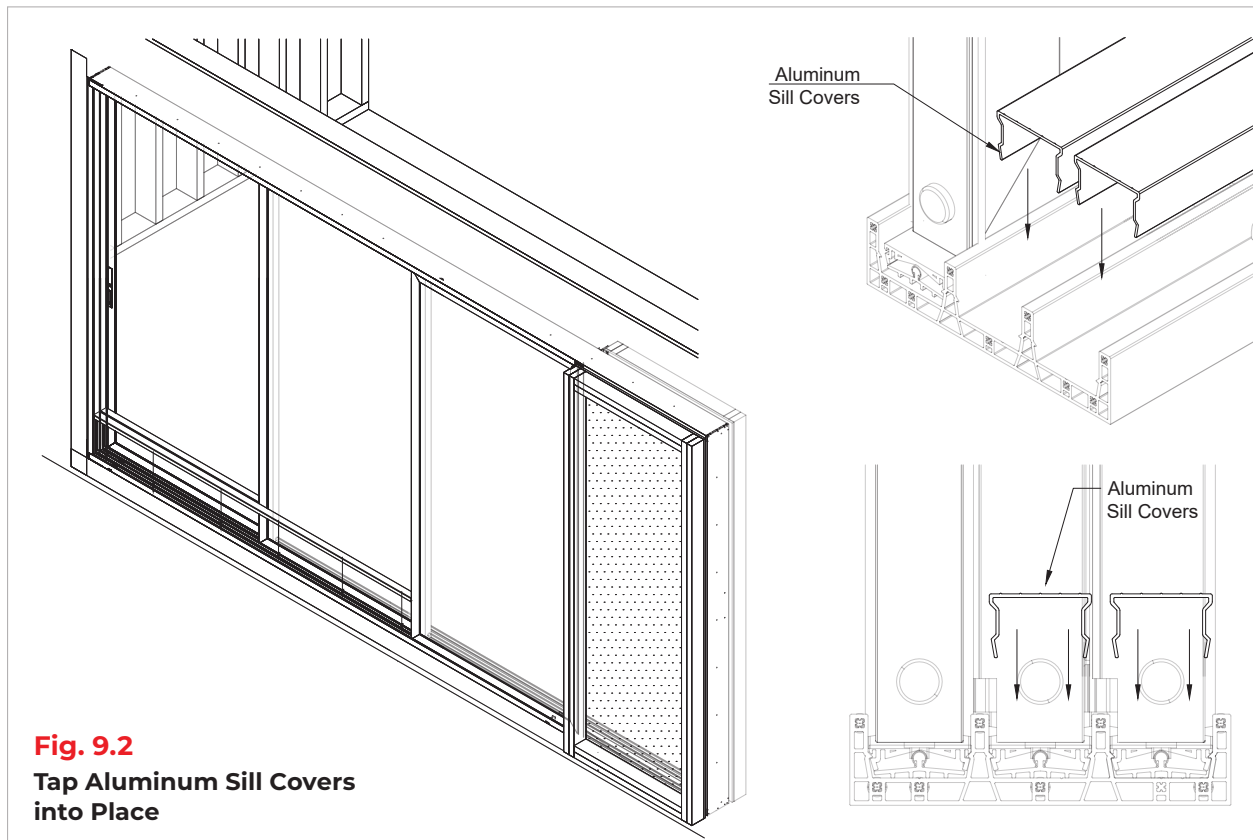 Aluminum
Sill Covers
Aluminum
Sill Covers
Fig. 9.2
Tap Aluminum Sill Covers
into Place